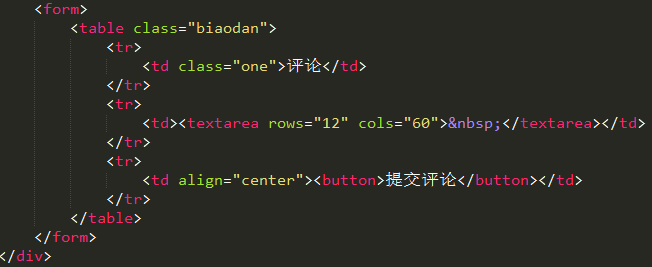 <form>
<table class="biaodan">
<tr>
<td class="one">评论</td>
</tr>
<tr>
<td><textarea rows="12" cols="60">&nbsp;</textarea></td>
</tr>
<tr>
<td align="center"><button>提交评论</button></td>
</tr>
</table>
</form>
</div>